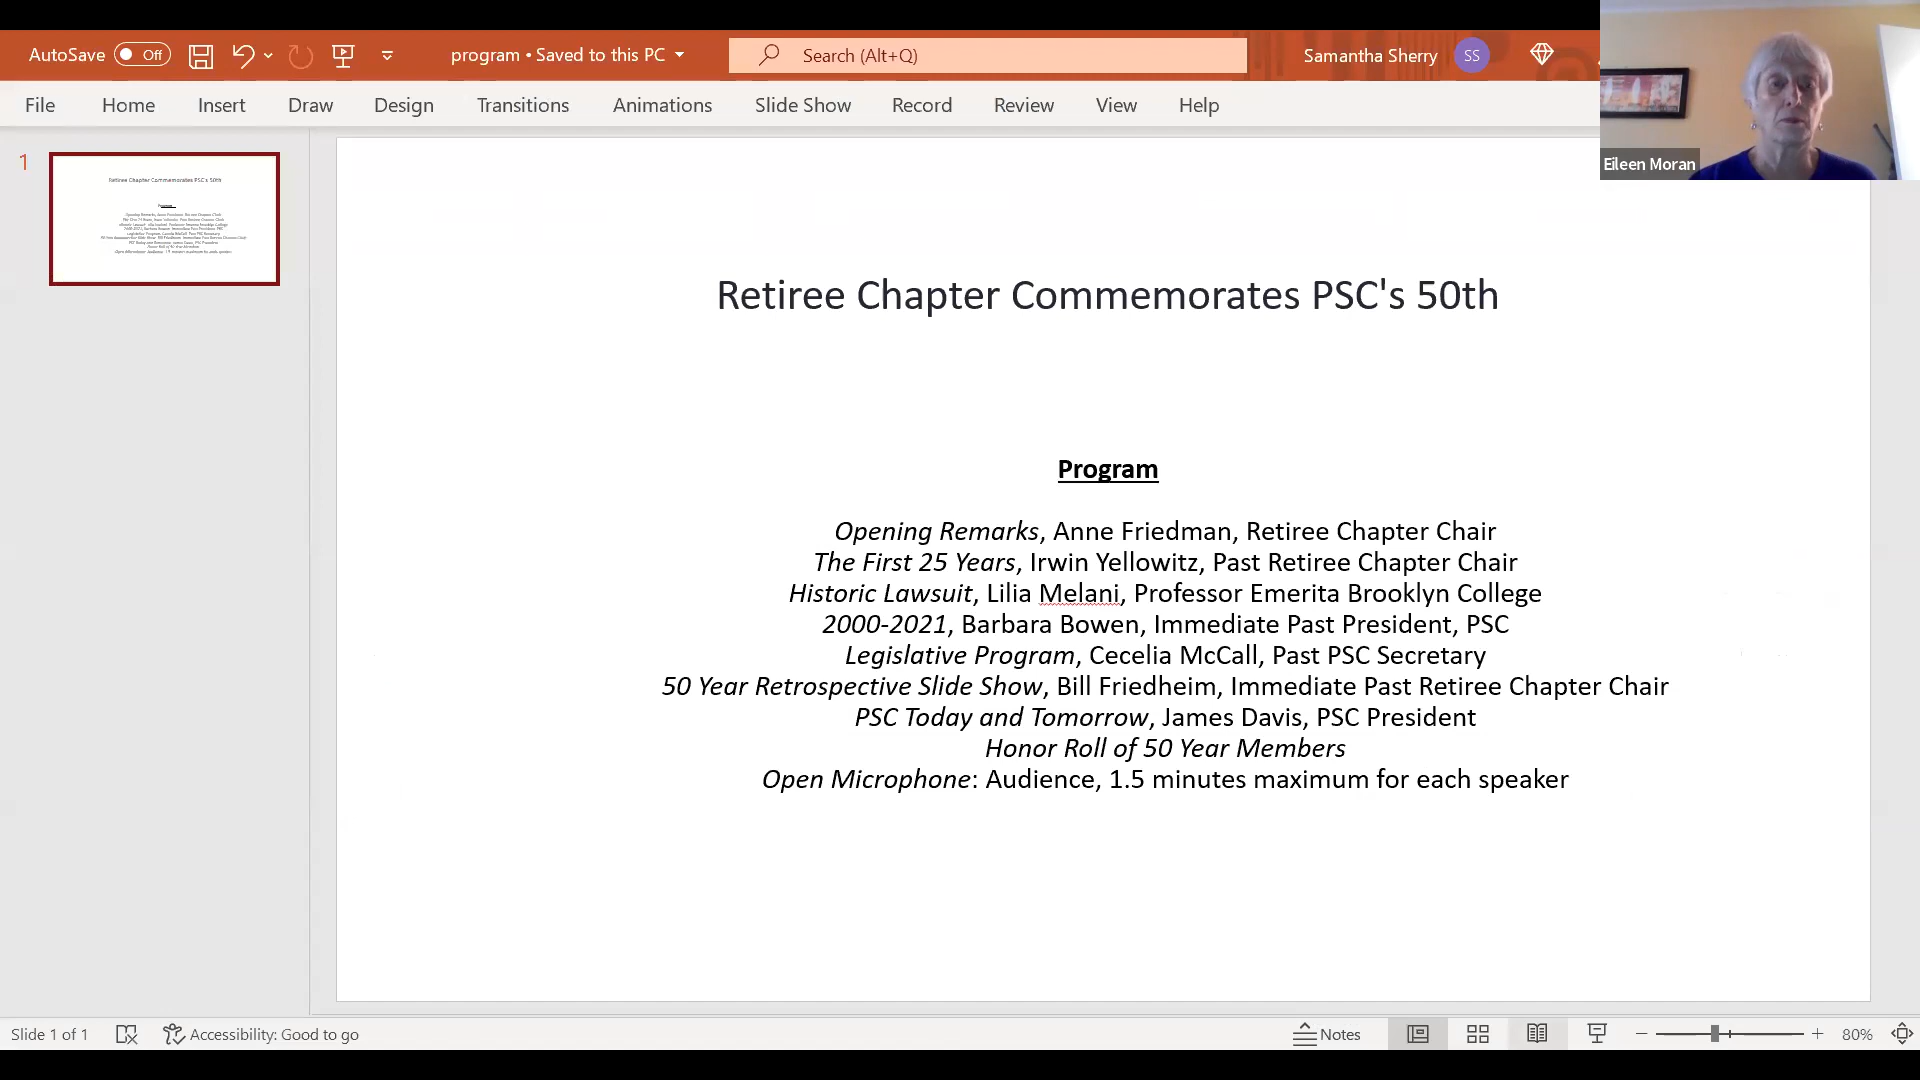 AutoSave Off program • Saved to this PC Search (Alt+Q) Samantha Sherry SS
File Home Insert Draw Design Transitions Animations Slide Show Record Review View Help
Eileen Moran
1
Retiree Chapter Commemorates PSC's 50th
Program
Opening Remarks, Anne Friedman, Retiree Chapter Chair
The First 25 Years, Irwin Yellowitz, Past Retiree Chapter Chair
Historic Lawsuit, Lilia Melani, Professor Emerita Brooklyn College
2000-2021, Barbara Bowen, Immediate Past President, PSC
Legislative Program, Cecelia McCall, Past PSC Secretary
50 Year Retrospective Slide Show, Bill Friedheim, Immediate Past Retiree Chapter Chair
PSC Today and Tomorrow, James Davis, PSC President
Honor Roll of 50 Year Members
Open Microphone: Audience, 1.5 minutes maximum for each speaker
Slide 1 of 1 Accessibility: Good to go Notes 80%